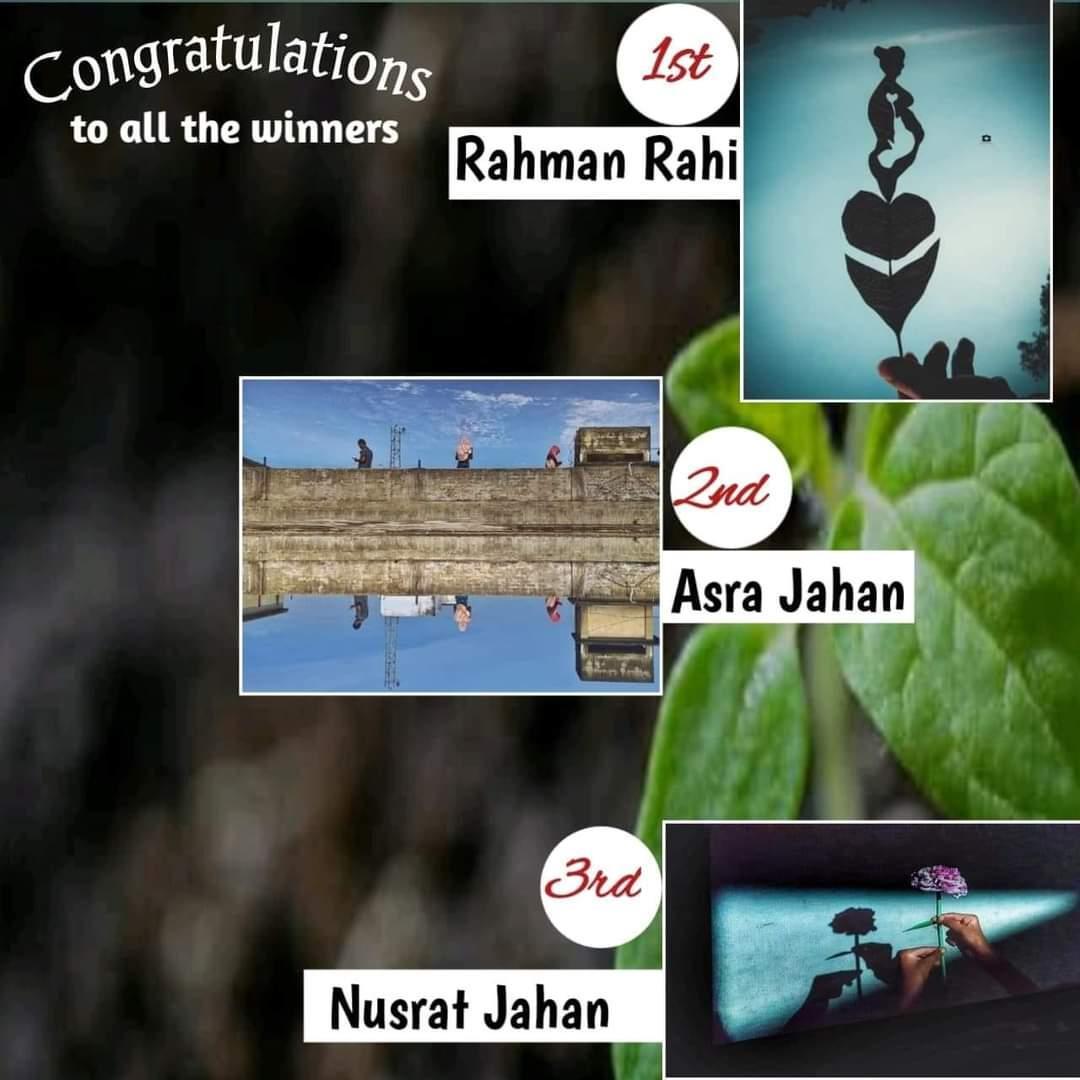 Congratulations
to all the winners
1st
Rahman Rahi
2nd
Asra Jahan
3rd
Nusrat Jahan